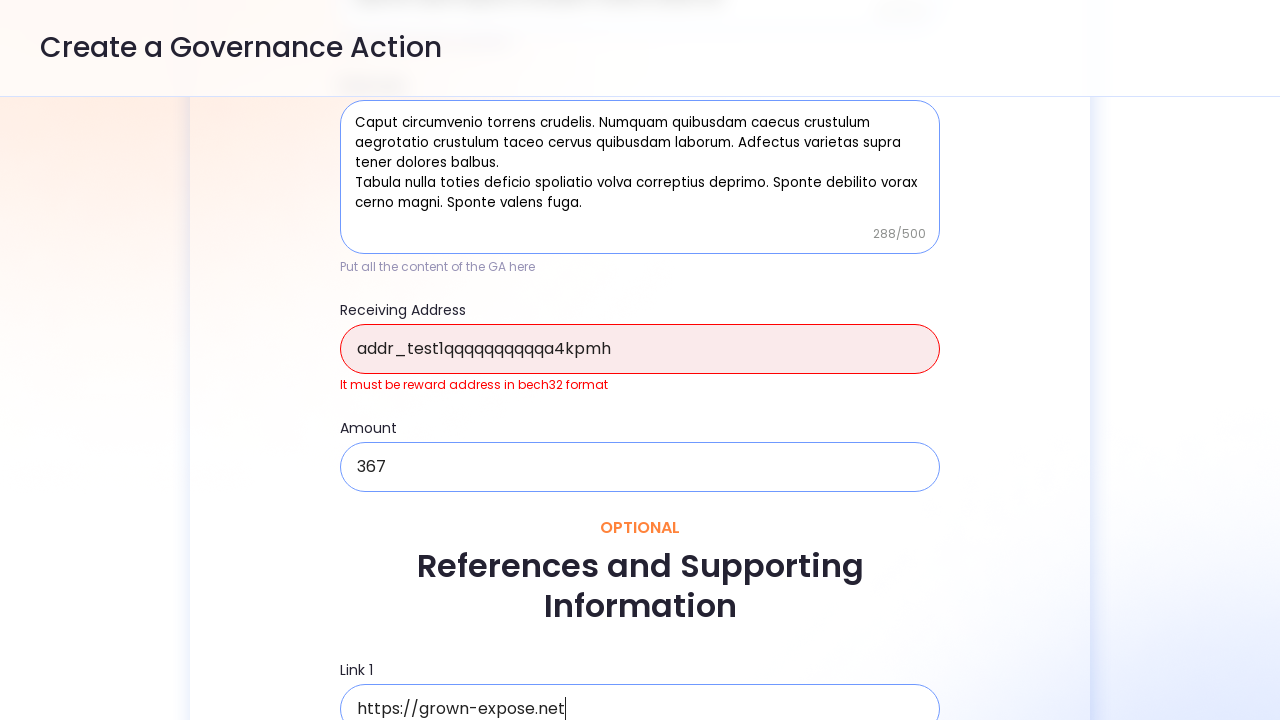 Create a Governance Action
Caput circumvenio torrens crudelis. Numquam quibusdam caecus crustulum
aegrotatio crustulum taceo cervus quibusdam laborum. Adfectus varietas supra
tener dolores balbus.
Tabula nulla toties deficio spoliatio volva correptius deprimo. Sponte debilito vorax
cerno magni. Sponte valens fuga.
288/500
Put all the content of the GA here
Receiving Address
addr_test1qqqqqqqqqqa4kpmh
It must be reward address in bech32 format
Amount
367
OPTIONAL
References and Supporting
Information
Link 1
https://grown-expose.net